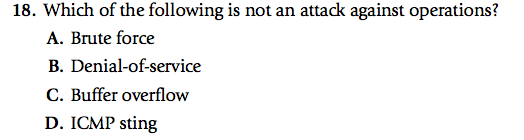 18. Which of the following is not an attack against operations?
A. Brute force
B. Denial-of-service
C. Buffer overflow
D. ICMP sting